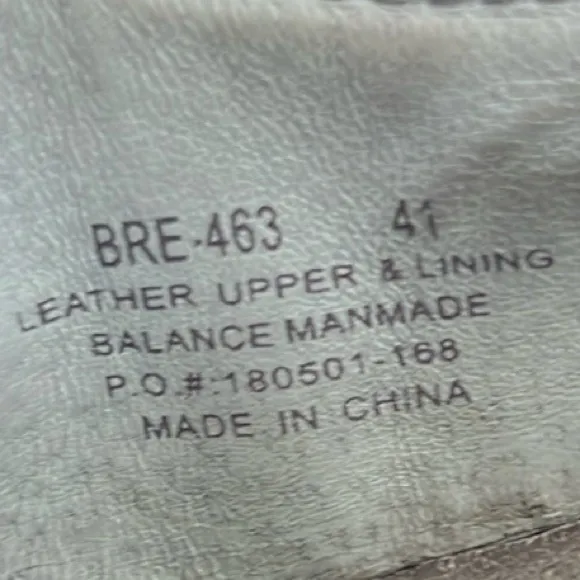 BRE-463 41
LEATHER UPPER & LINING
BALANCE MANMADE
P.O.#:180501-168
MADE IN CHINA